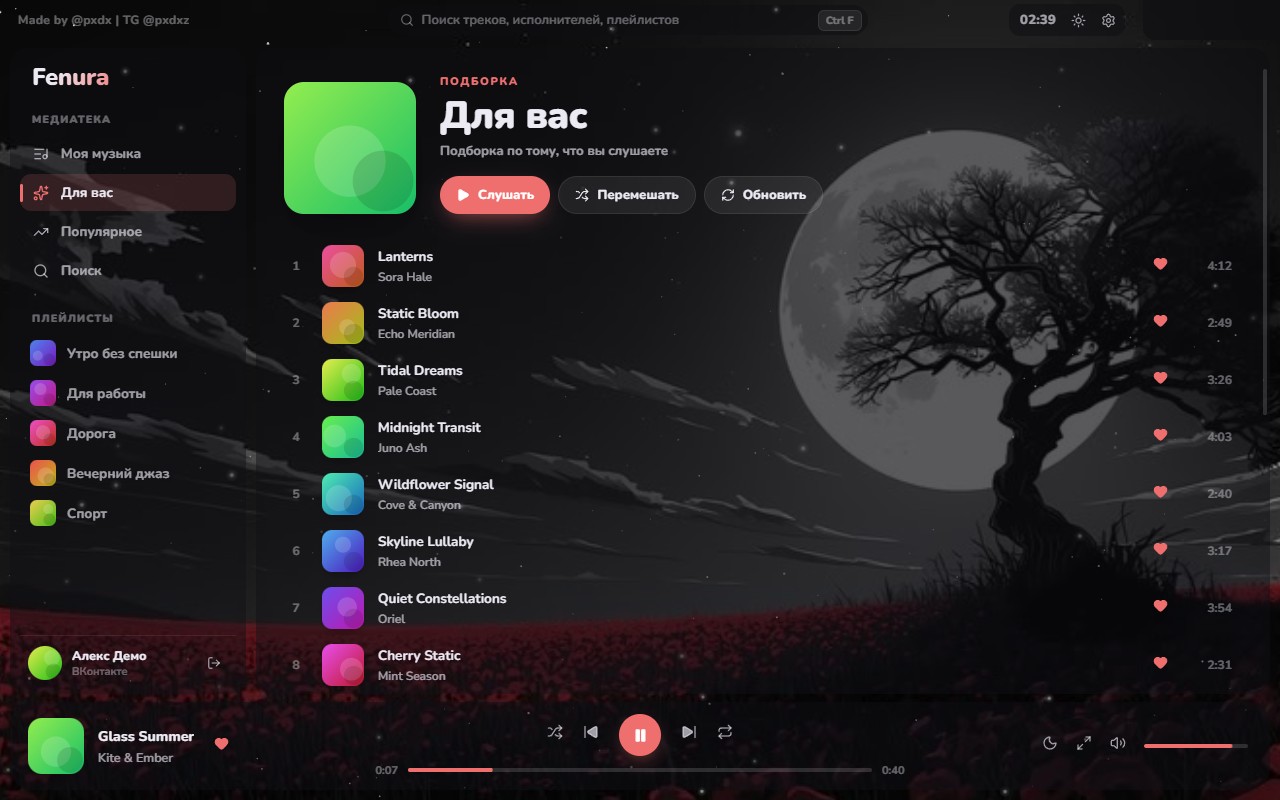 Made by @pxdx | TG @pxdxz
Поиск треков, исполнителей, плейлистов
Ctrl F
02:39
Fenura
МЕДИАТЕКА
Моя музыка
Для вас
Популярное
Поиск
ПЛЕЙЛИСТЫ
Утро без спешки
Для работы
Дорога
Вечерний джаз
Спорт
Алекс Демо
ВКонтакте
ПОДБОРКА
Для вас
Подборка по тому, что вы слушаете
Слушать
Перемешать
Обновить
1 Lanterns 4:12
Sora Hale
2 Static Bloom 2:49
Echo Meridian
3 Tidal Dreams 3:26
Pale Coast
4 Midnight Transit 4:03
Juno Ash
5 Wildflower Signal 2:40
Cove & Canyon
6 Skyline Lullaby 3:17
Rhea North
7 Quiet Constellations 3:54
Oriel
8 Cherry Static 2:31
Mint Season
Glass Summer
Kite & Ember
0:07
0:40